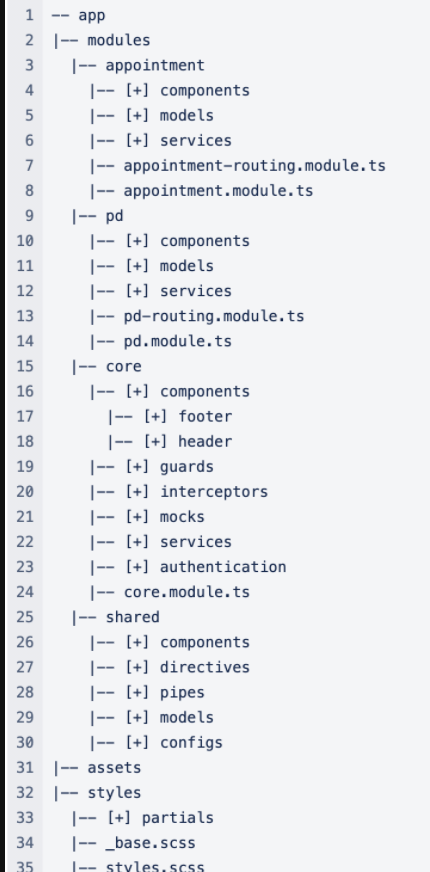 1 -- app
2 |-- modules
3 |-- appointment
4 |-- [+] components
5 |-- [+] models
6 |-- [+] services
7 |-- appointment-routing.module.ts
8 |-- appointment.module.ts
9 |-- pd
10 |-- [+] components
11 |-- [+] models
12 |-- [+] services
13 |-- pd-routing.module.ts
14 |-- pd.module.ts
15 |-- core
16 |-- [+] components
17 |-- [+] footer
18 |-- [+] header
19 |-- [+] guards
20 |-- [+] interceptors
21 |-- [+] mocks
22 |-- [+] services
23 |-- [+] authentication
24 |-- core.module.ts
25 |-- shared
26 |-- [+] components
27 |-- [+] directives
28 |-- [+] pipes
29 |-- [+] models
30 |-- [+] configs
31 |-- assets
32 |-- styles
33 |-- [+] partials
34 |-- _base.scss
35 |-- styles.scss